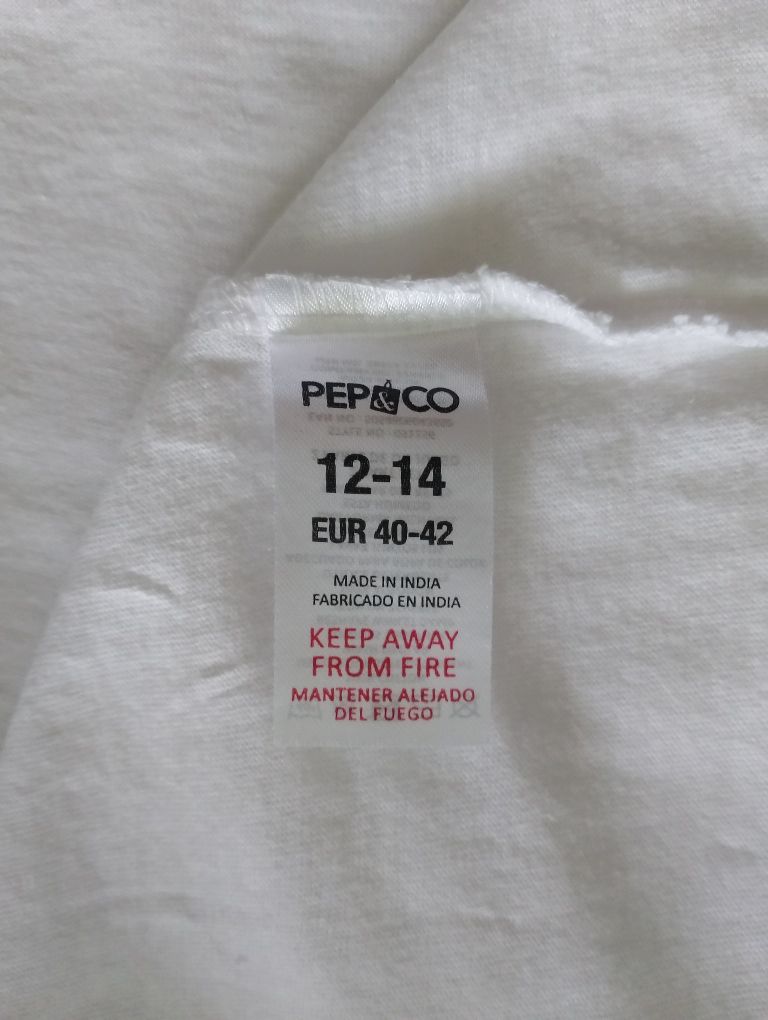 PEP&CO
12-14
EUR 40-42
MADE IN INDIA
FABRICADO EN INDIA
KEEP AWAY
FROM FIRE
MANTENER ALEJADO
DEL FUEGO